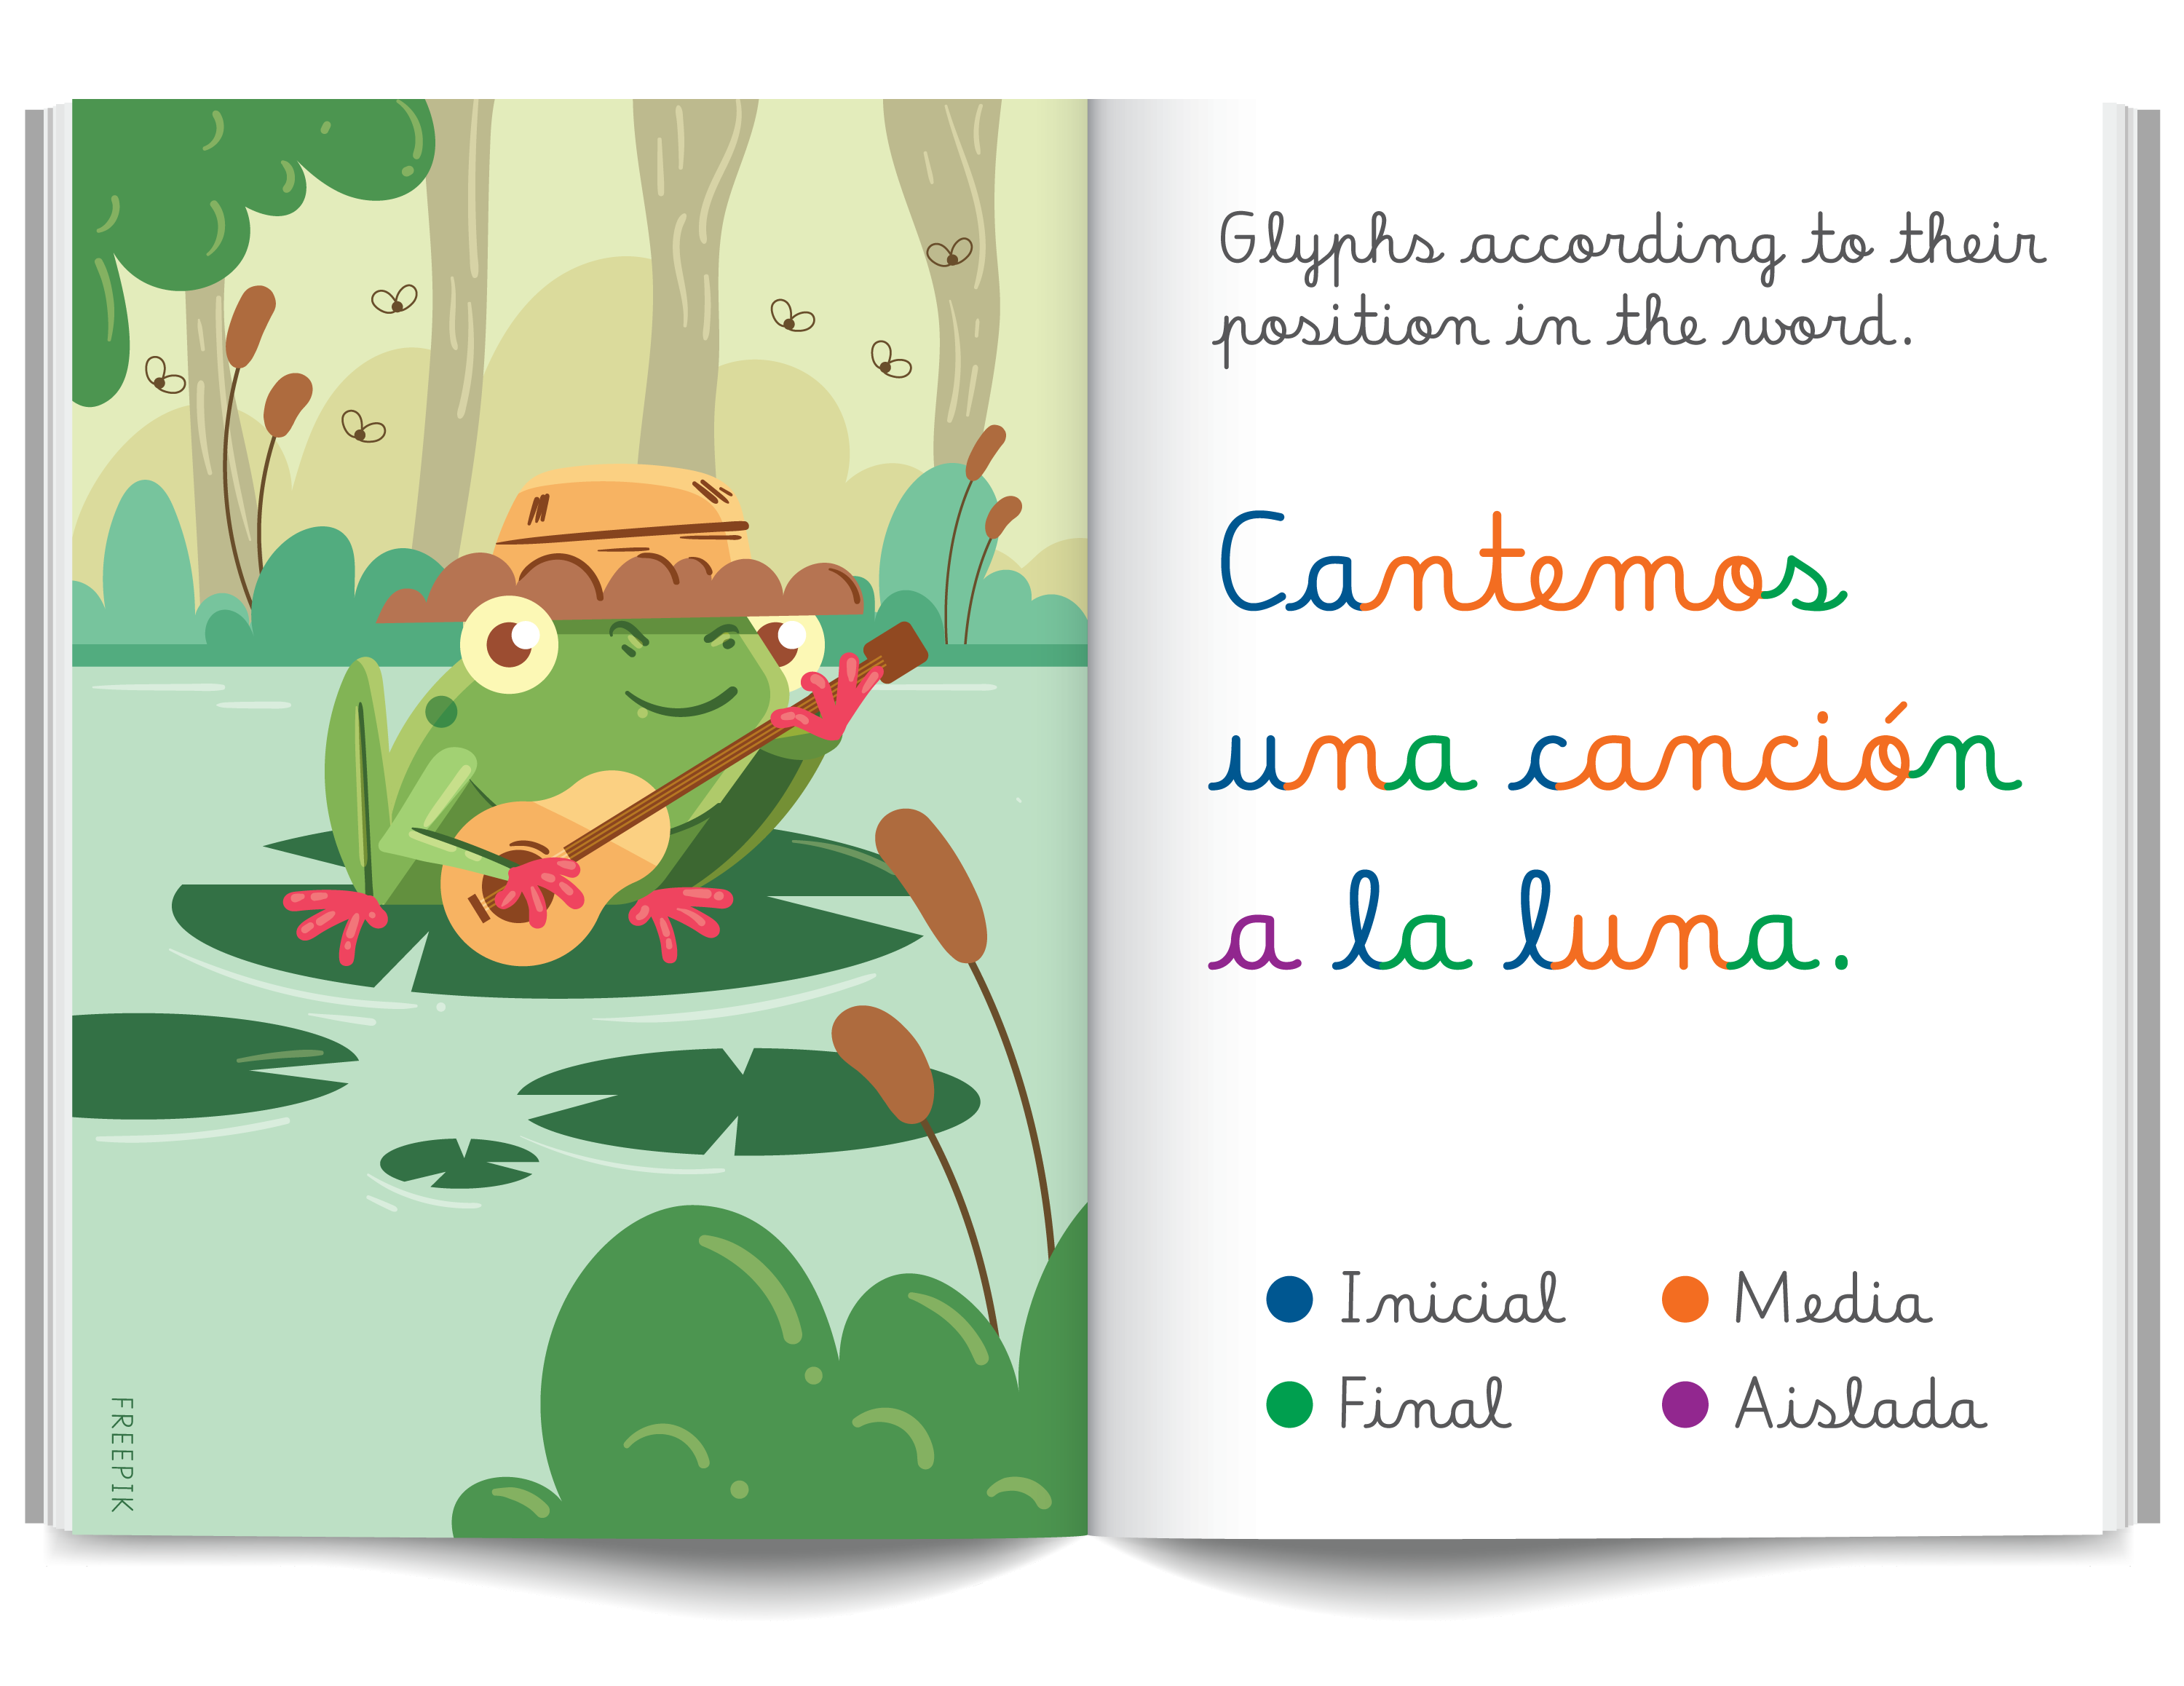 FREEPIK
Glyphs according to their
position in the word.
Cantemos
una canción
a la luna.
Inicial
Media
Final
Aislada